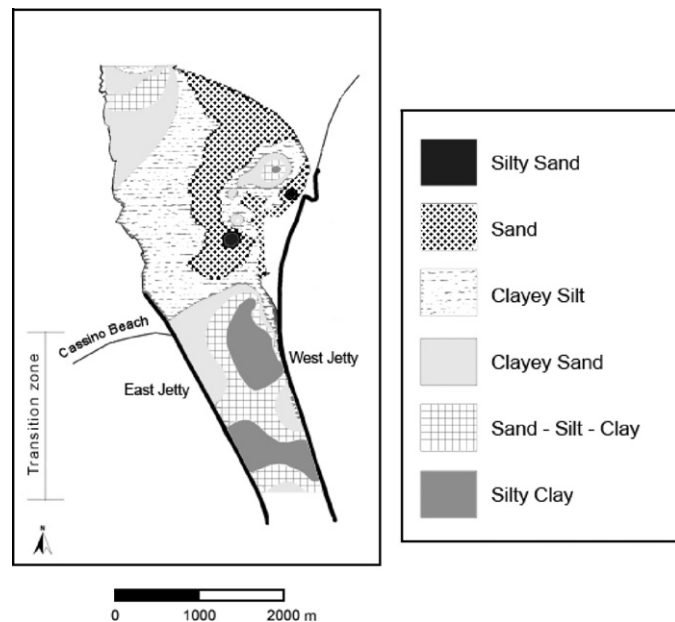 Cassino Beach
West Jetty
East Jetty
Transition zone
N
0 1000 2000 m
Silty Sand
Sand
Clayey Silt
Clayey Sand
Sand - Silt - Clay
Silty Clay